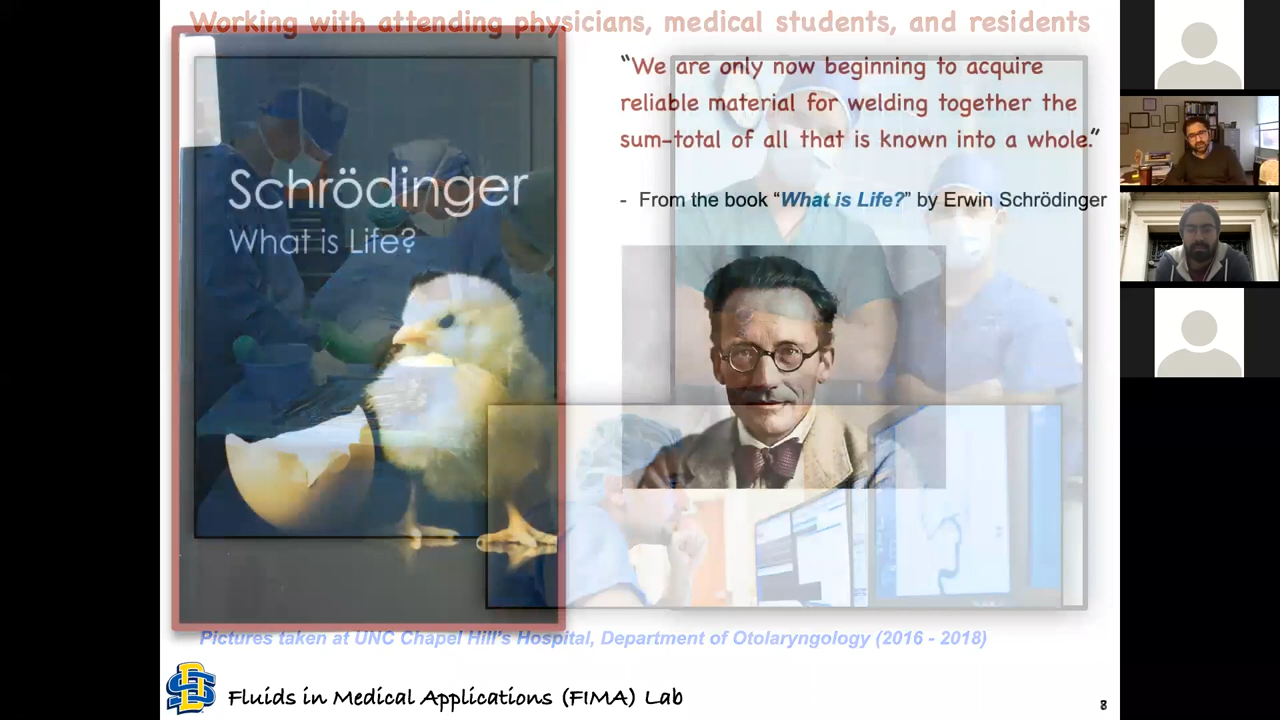 Working with attending physicians, medical students, and residents
"We are only now beginning to acquire
reliable material for welding together the
sum-total of all that is known into a whole."
- From the book "What is Life?" by Erwin Schrödinger
Schrödinger
What is Life?
Pictures taken at UNC Chapel Hill's Hospital, Department of Otolaryngology (2016 - 2018)
Fluids in Medical Applications (FIMA) Lab
8